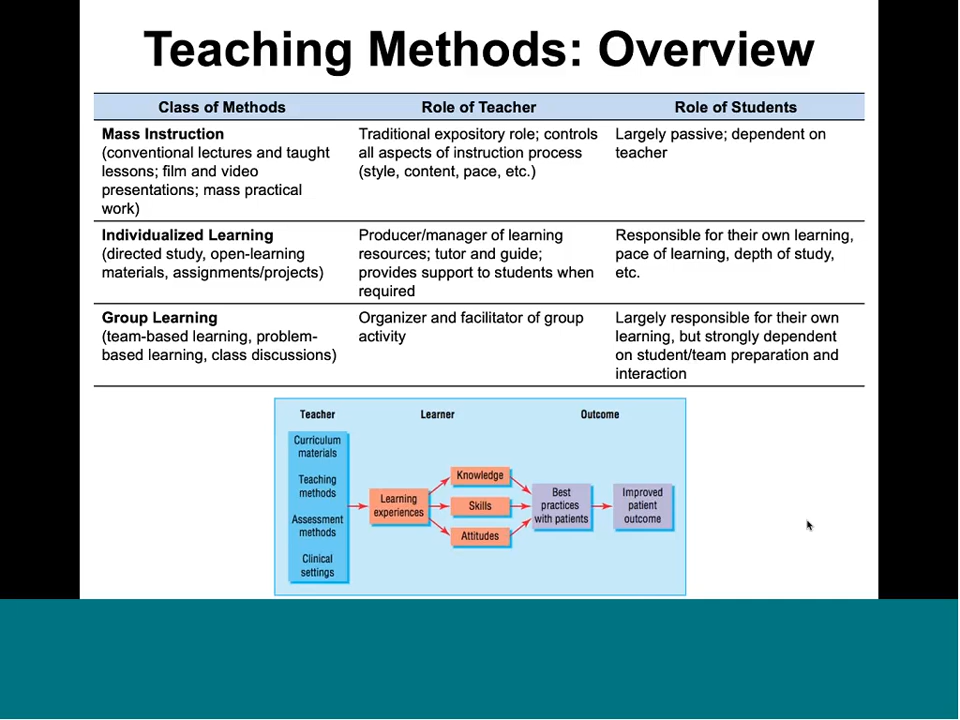 Teaching Methods: Overview
Class of Methods Role of Teacher Role of Students
Mass Instruction
(conventional lectures and taught
lessons; film and video
presentations; mass practical
work)
Traditional expository role; controls
all aspects of instruction process
(style, content, pace, etc.)
Largely passive; dependent on
teacher
Individualized Learning
(directed study, open-learning
materials, assignments/projects)
Producer/manager of learning
resources; tutor and guide;
provides support to students when
required
Responsible for their own learning,
pace of learning, depth of study,
etc.
Group Learning
(team-based learning, problem-
based learning, class discussions)
Organizer and facilitator of group
activity
Largely responsible for their own
learning, but strongly dependent
on student/team preparation and
interaction
Teacher Learner Outcome
Curriculum
materials
Teaching
methods
Assessment
methods
Clinical
settings
Learning
experiences
Knowledge
Skills
Attitudes
Best
practices
with patients
Improved
patient
outcome